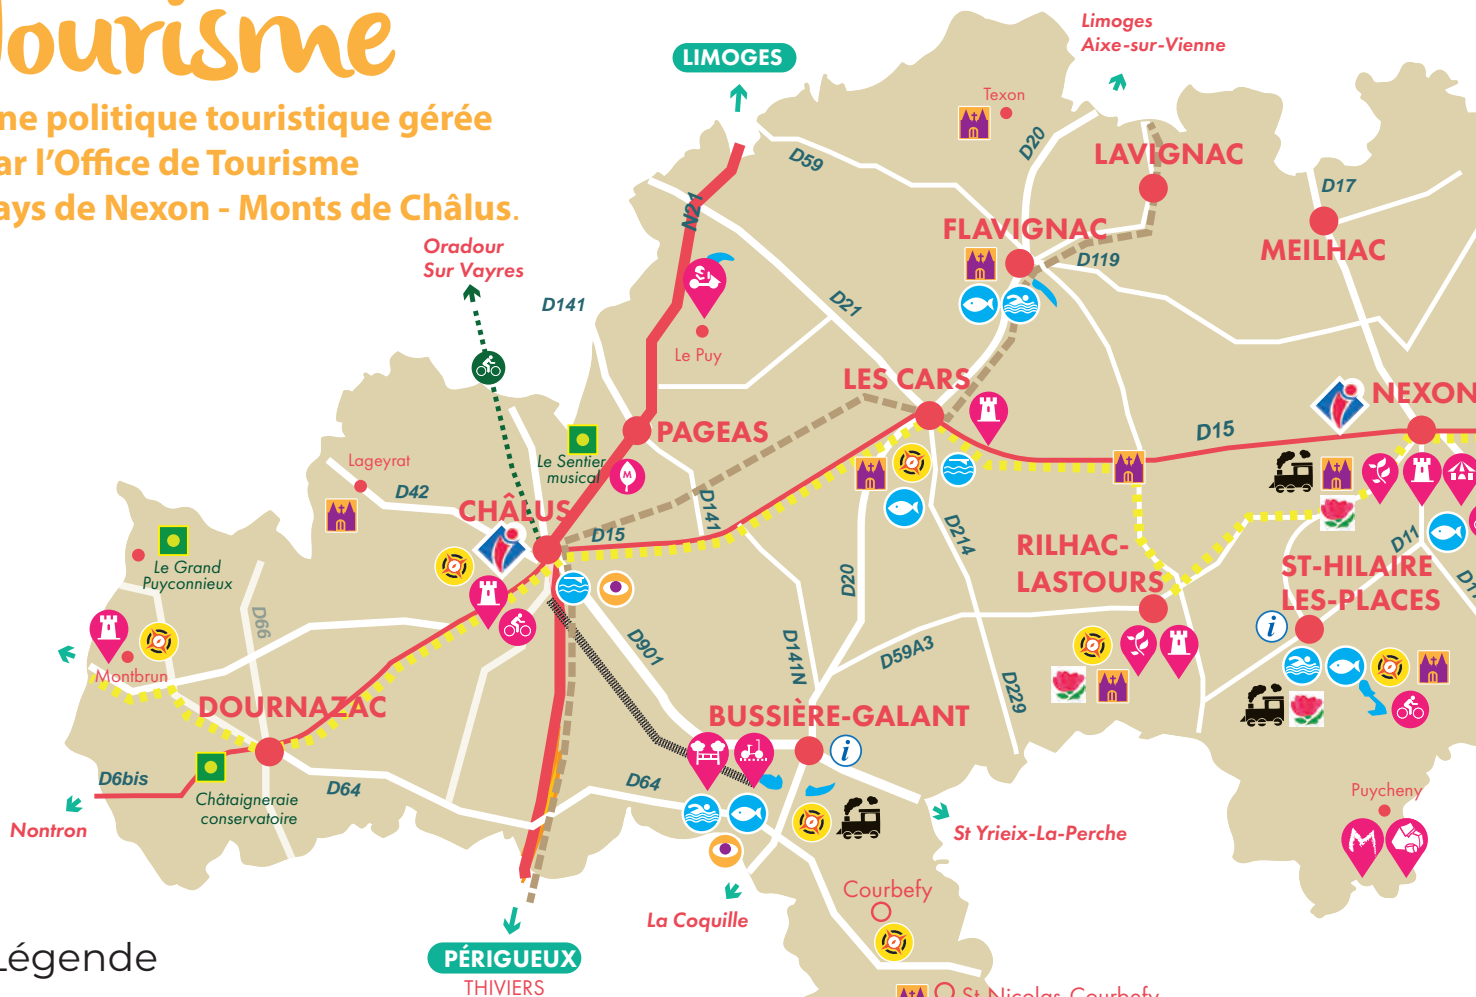 ourisme
ne politique touristique gérée
ar l'Office de Tourisme
ays de Nexon - Monts de Châlus.
Limoges
Aixe-sur-Vienne
LIMOGES
Texon
D20
D59
LAVIGNAC
D17
N21
FLAVIGNAC
MEILHAC
Oradour
Sur Vayres
D119
D141
D21
Le Puy
LES CARS
NEXON
PAGEAS
D15
Le Sentier
musical
M
Lageyrat
D42
CHÂLUS
D141
D15
D214
D11
RILHAC-
LASTOURS
ST-HILAIRE
LES-PLACES
Le Grand
Puyconnieux
D66
D20
D901
D141N
D59A3
D229
i
Montbrun
DOURNAZAC
BUSSIÈRE-GALANT
i
D6bis
D64
D64
Châtaigneraie
conservatoire
Puycheny
Nontron
St Yrieix-La-Perche
Courbefy
La Coquille
Légende
PÉRIGUEUX
THIVIERS
St-Nicolas-Courbefy